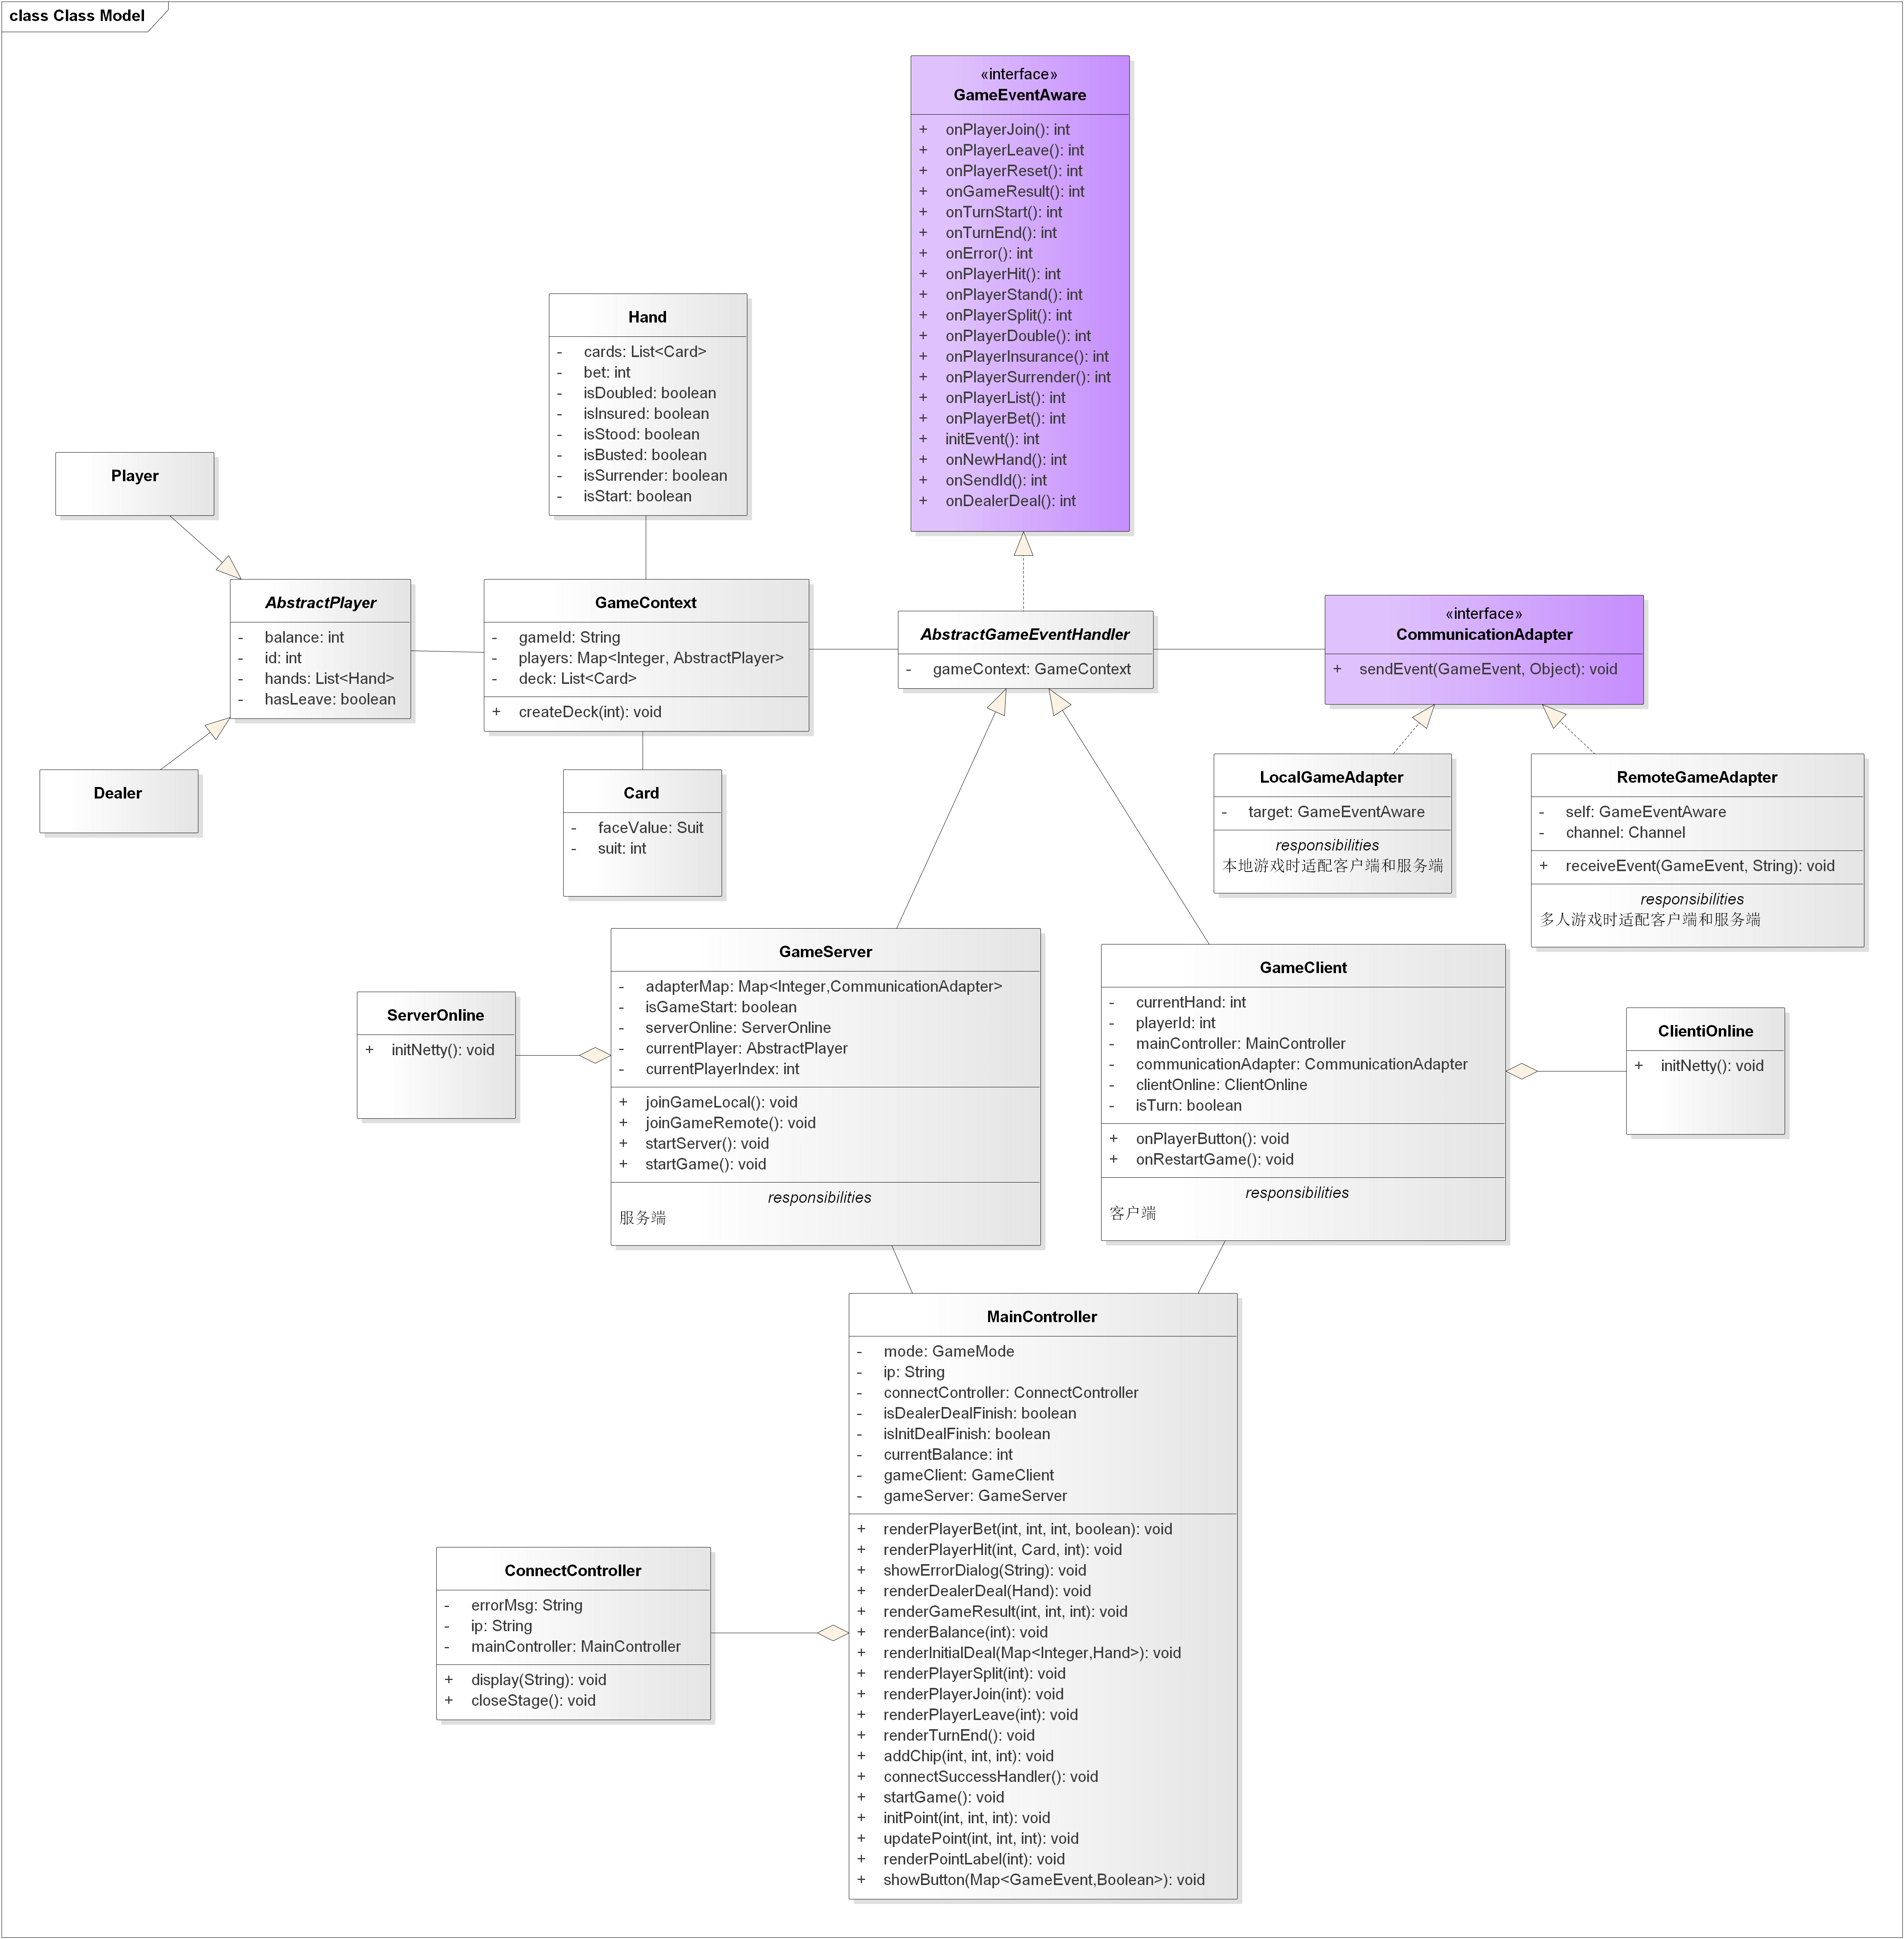 class Class Model
«interface»
GameEventAware
+ onPlayerJoin(): int
+ onPlayerLeave(): int
+ onPlayerReset(): int
+ onGameResult(): int
+ onTurnStart(): int
+ onTurnEnd(): int
+ onError(): int
+ onPlayerHit(): int
+ onPlayerStand(): int
+ onPlayerSplit(): int
+ onPlayerDouble(): int
+ onPlayerInsurance(): int
+ onPlayerSurrender(): int
+ onPlayerList(): int
+ onPlayerBet(): int
+ initEvent(): int
+ onNewHand(): int
+ onSendId(): int
+ onDealerDeal(): int
Hand
- cards: List<Card>
- bet: int
- isDoubled: boolean
- isInsured: boolean
- isStood: boolean
- isBusted: boolean
- isSurrender: boolean
- isStart: boolean
Player
AbstractPlayer
- balance: int
- id: int
- hands: List<Hand>
- hasLeave: boolean
GameContext
- gameId: String
- players: Map<Integer, AbstractPlayer>
- deck: List<Card>
+ createDeck(int): void
AbstractGameEventHandler
- gameContext: GameContext
«interface»
CommunicationAdapter
+ sendEvent(GameEvent, Object): void
Dealer
Card
- faceValue: Suit
- suit: int
LocalGameAdapter
- target: GameEventAware
responsibilities
本地游戏时适配客户端和服务端
RemoteGameAdapter
- self: GameEventAware
- channel: Channel
+ receiveEvent(GameEvent, String): void
responsibilities
多人游戏时适配客户端和服务端
ServerOnline
+ initNetty(): void
GameServer
- adapterMap: Map<Integer,CommunicationAdapter>
- isGameStart: boolean
- serverOnline: ServerOnline
- currentPlayer: AbstractPlayer
- currentPlayerIndex: int
+ joinGameLocal(): void
+ joinGameRemote(): void
+ startServer(): void
+ startGame(): void
responsibilities
服务端
GameClient
- currentHand: int
- playerId: int
- mainController: MainController
- communicationAdapter: CommunicationAdapter
- clientOnline: ClientOnline
- isTurn: boolean
+ onPlayerButton(): void
+ onRestartGame(): void
responsibilities
客户端
ClientiOnline
+ initNetty(): void
MainController
- mode: GameMode
- ip: String
- connectController: ConnectController
- isDealerDealFinish: boolean
- isInitDealFinish: boolean
- currentBalance: int
- gameClient: GameClient
- gameServer: GameServer
+ renderPlayerBet(int, int, int, boolean): void
+ renderPlayerHit(int, Card, int): void
+ showErrorDialog(String): void
+ renderDealerDeal(Hand): void
+ renderGameResult(int, int, int): void
+ renderBalance(int): void
+ renderInitialDeal(Map<Integer,Hand>): void
+ renderPlayerSplit(int): void
+ renderPlayerJoin(int): void
+ renderPlayerLeave(int): void
+ renderTurnEnd(): void
+ addChip(int, int, int): void
+ connectSuccessHandler(): void
+ startGame(): void
+ initPoint(int, int, int): void
+ updatePoint(int, int, int): void
+ renderPointLabel(int): void
+ showButton(Map<GameEvent,Boolean>): void
ConnectController
- errorMsg: String
- ip: String
- mainController: MainController
+ display(String): void
+ closeStage(): void